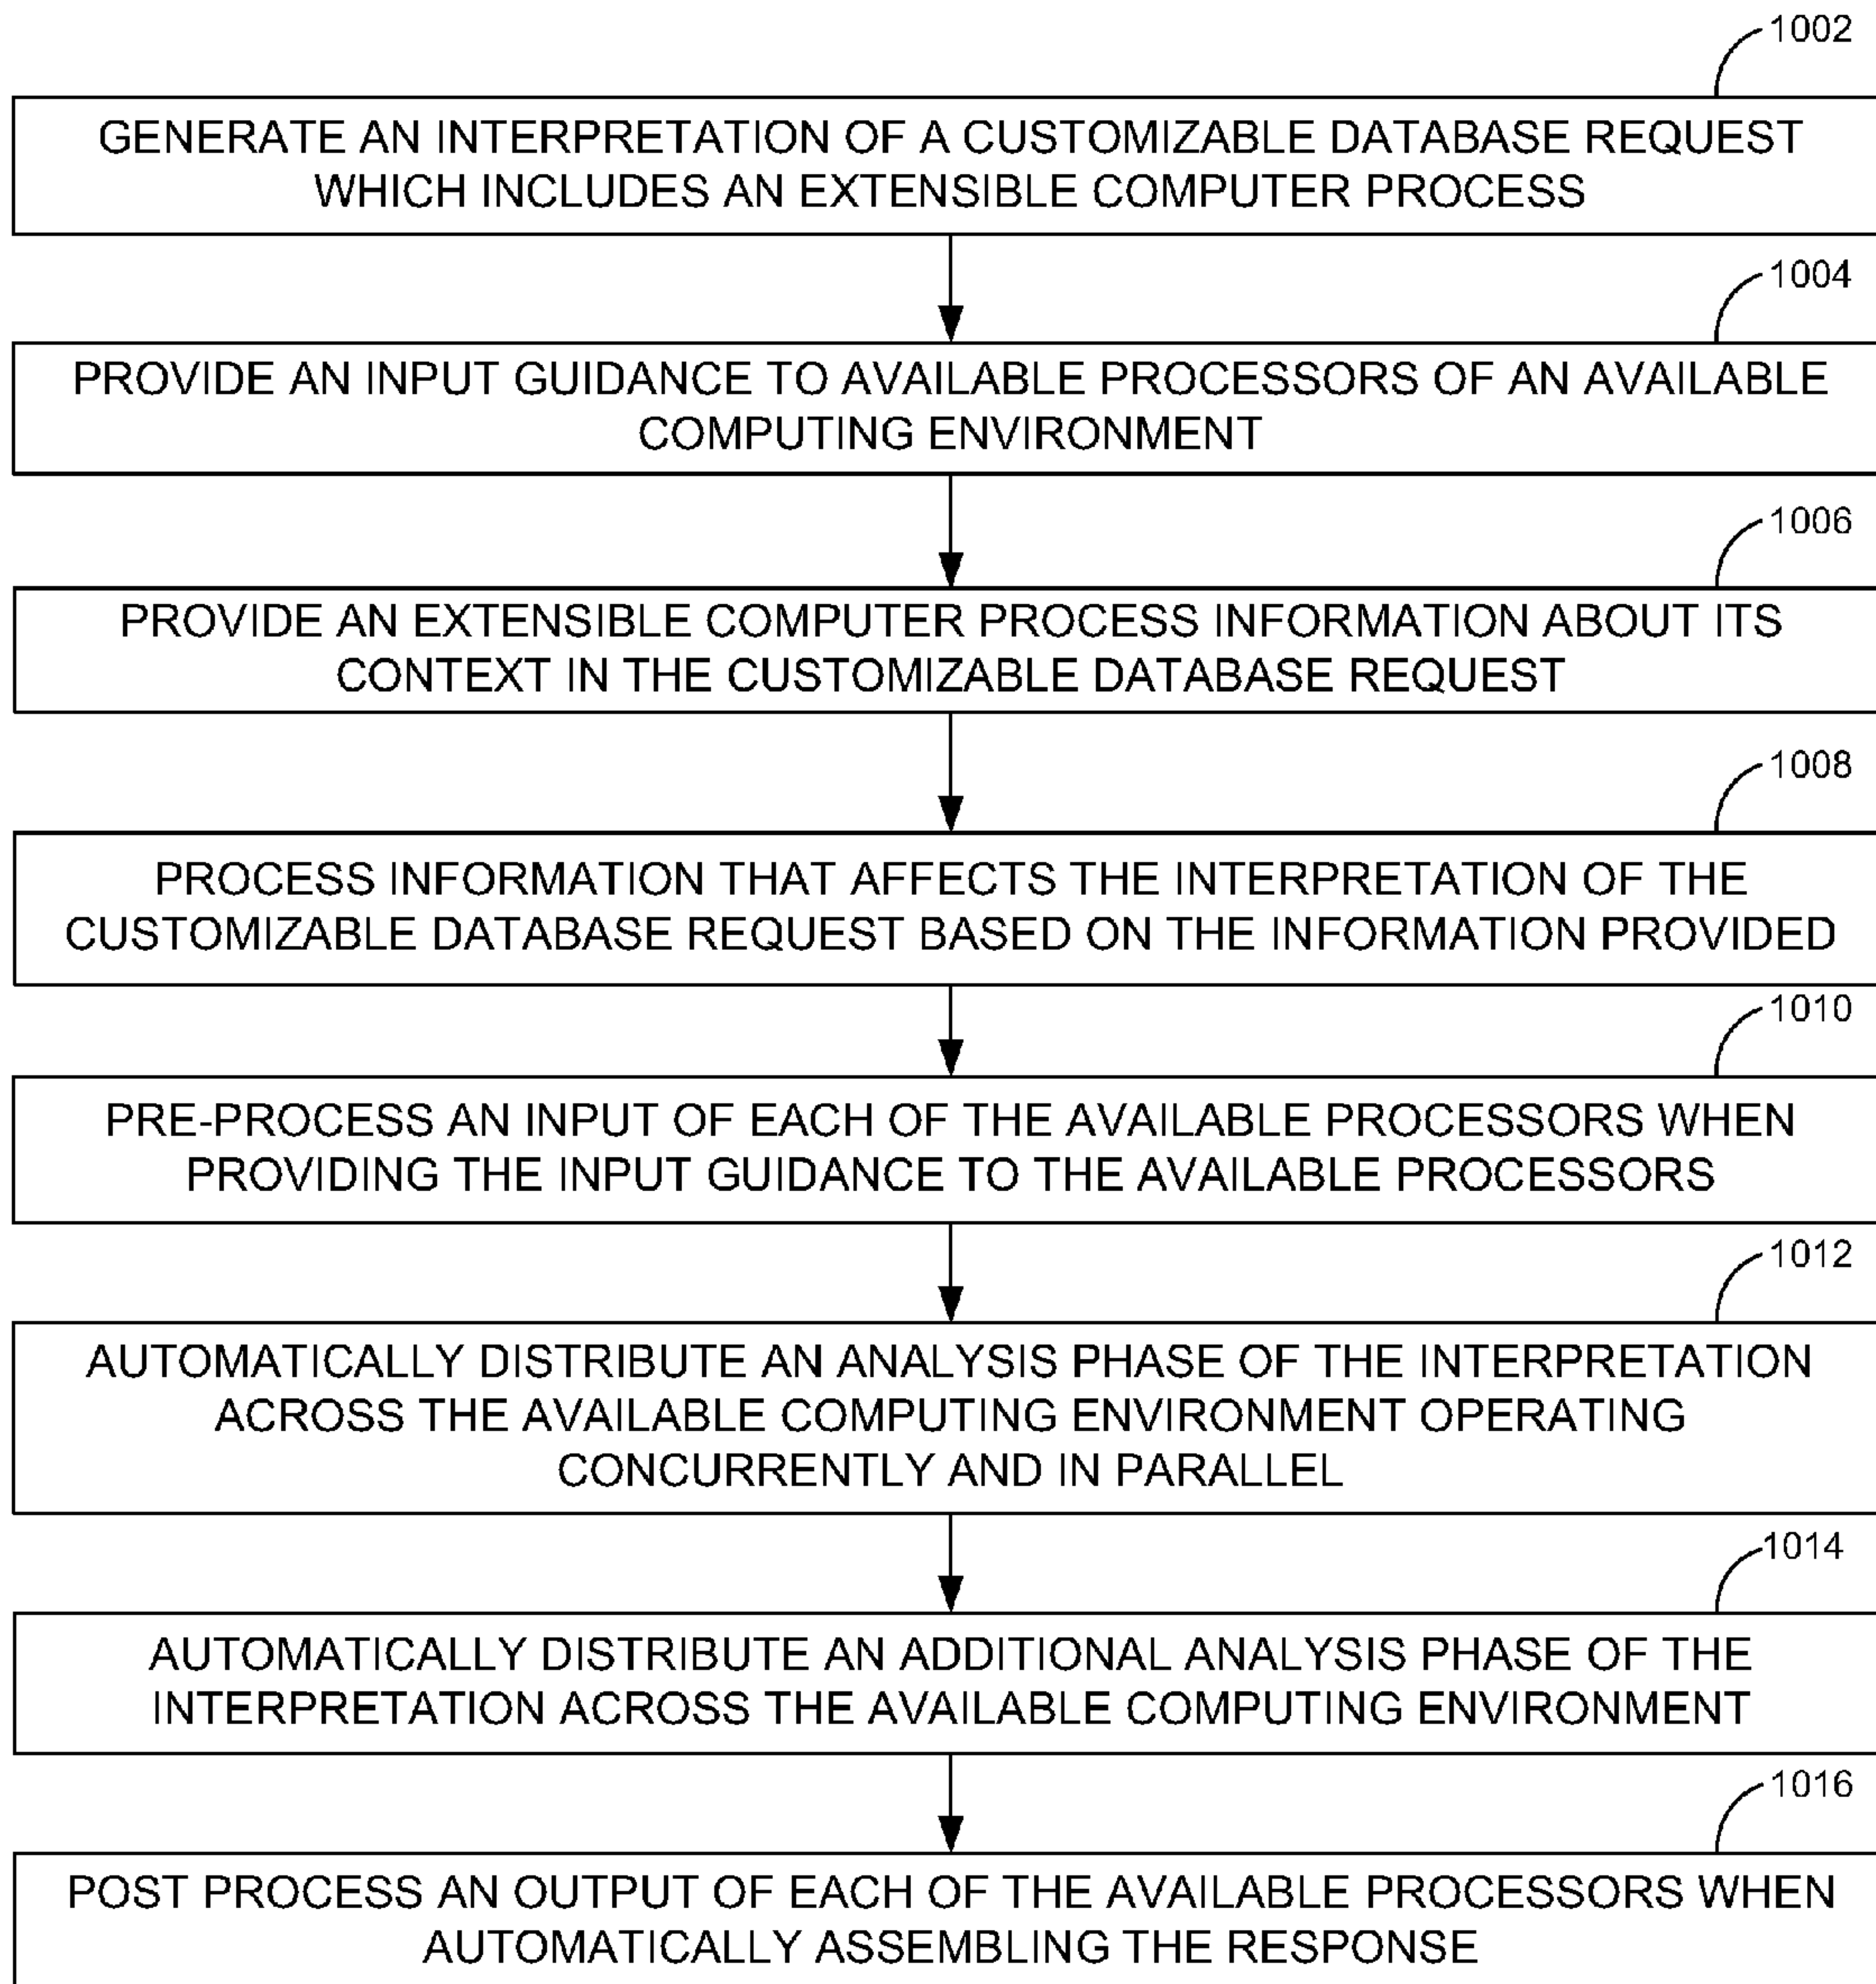 1002
GENERATE AN INTERPRETATION OF A CUSTOMIZABLE DATABASE REQUEST
WHICH INCLUDES AN EXTENSIBLE COMPUTER PROCESS
1004
PROVIDE AN INPUT GUIDANCE TO AVAILABLE PROCESSORS OF AN AVAILABLE
COMPUTING ENVIRONMENT
1006
PROVIDE AN EXTENSIBLE COMPUTER PROCESS INFORMATION ABOUT ITS
CONTEXT IN THE CUSTOMIZABLE DATABASE REQUEST
1008
PROCESS INFORMATION THAT AFFECTS THE INTERPRETATION OF THE
CUSTOMIZABLE DATABASE REQUEST BASED ON THE INFORMATION PROVIDED
1010
PRE-PROCESS AN INPUT OF EACH OF THE AVAILABLE PROCESSORS WHEN
PROVIDING THE INPUT GUIDANCE TO THE AVAILABLE PROCESSORS
1012
AUTOMATICALLY DISTRIBUTE AN ANALYSIS PHASE OF THE INTERPRETATION
ACROSS THE AVAILABLE COMPUTING ENVIRONMENT OPERATING
CONCURRENTLY AND IN PARALLEL
1014
AUTOMATICALLY DISTRIBUTE AN ADDITIONAL ANALYSIS PHASE OF THE
INTERPRETATION ACROSS THE AVAILABLE COMPUTING ENVIRONMENT
1016
POST PROCESS AN OUTPUT OF EACH OF THE AVAILABLE PROCESSORS WHEN
AUTOMATICALLY ASSEMBLING THE RESPONSE